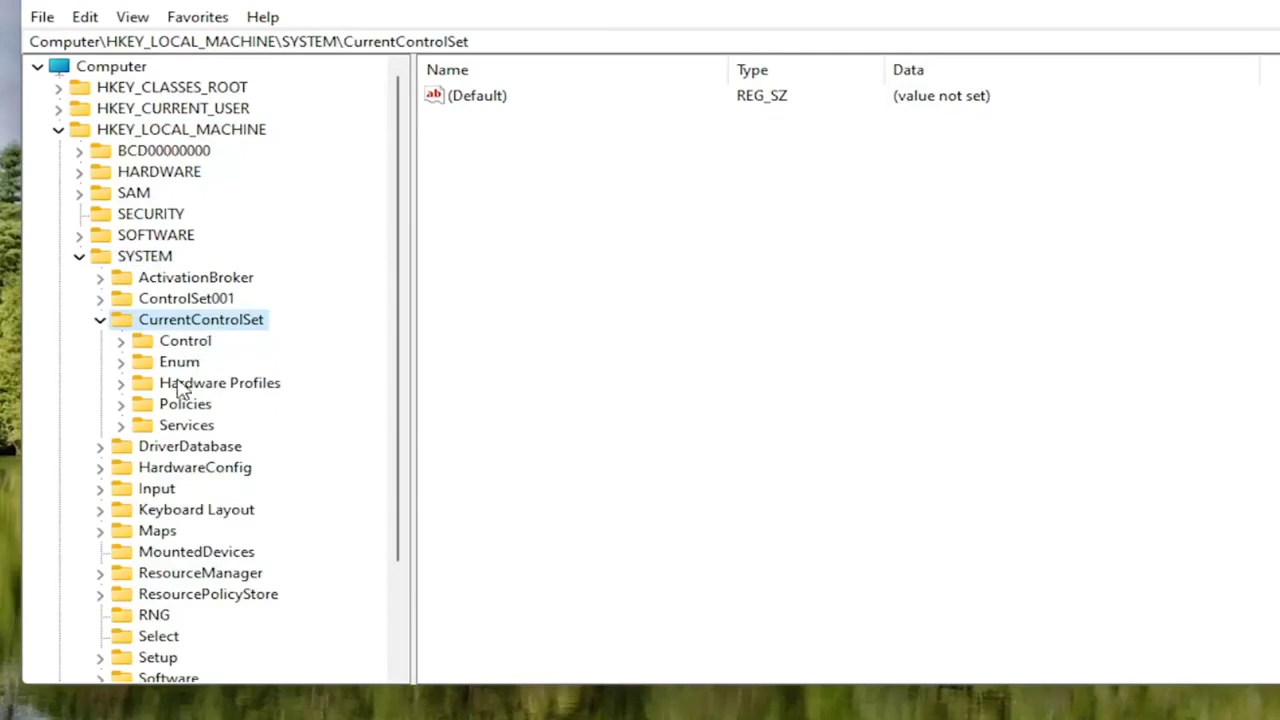 File Edit View Favorites Help
Computer\HKEY_LOCAL_MACHINE\SYSTEM\CurrentControlSet
Computer
HKEY_CLASSES_ROOT
HKEY_CURRENT_USER
HKEY_LOCAL_MACHINE
BCD00000000
HARDWARE
SAM
SECURITY
SOFTWARE
SYSTEM
ActivationBroker
ControlSet001
CurrentControlSet
Control
Enum
Hardware Profiles
Policies
Services
DriverDatabase
HardwareConfig
Input
Keyboard Layout
Maps
MountedDevices
ResourceManager
ResourcePolicyStore
RNG
Select
Setup
Software
Name Type Data
ab (Default) REG_SZ (value not set)